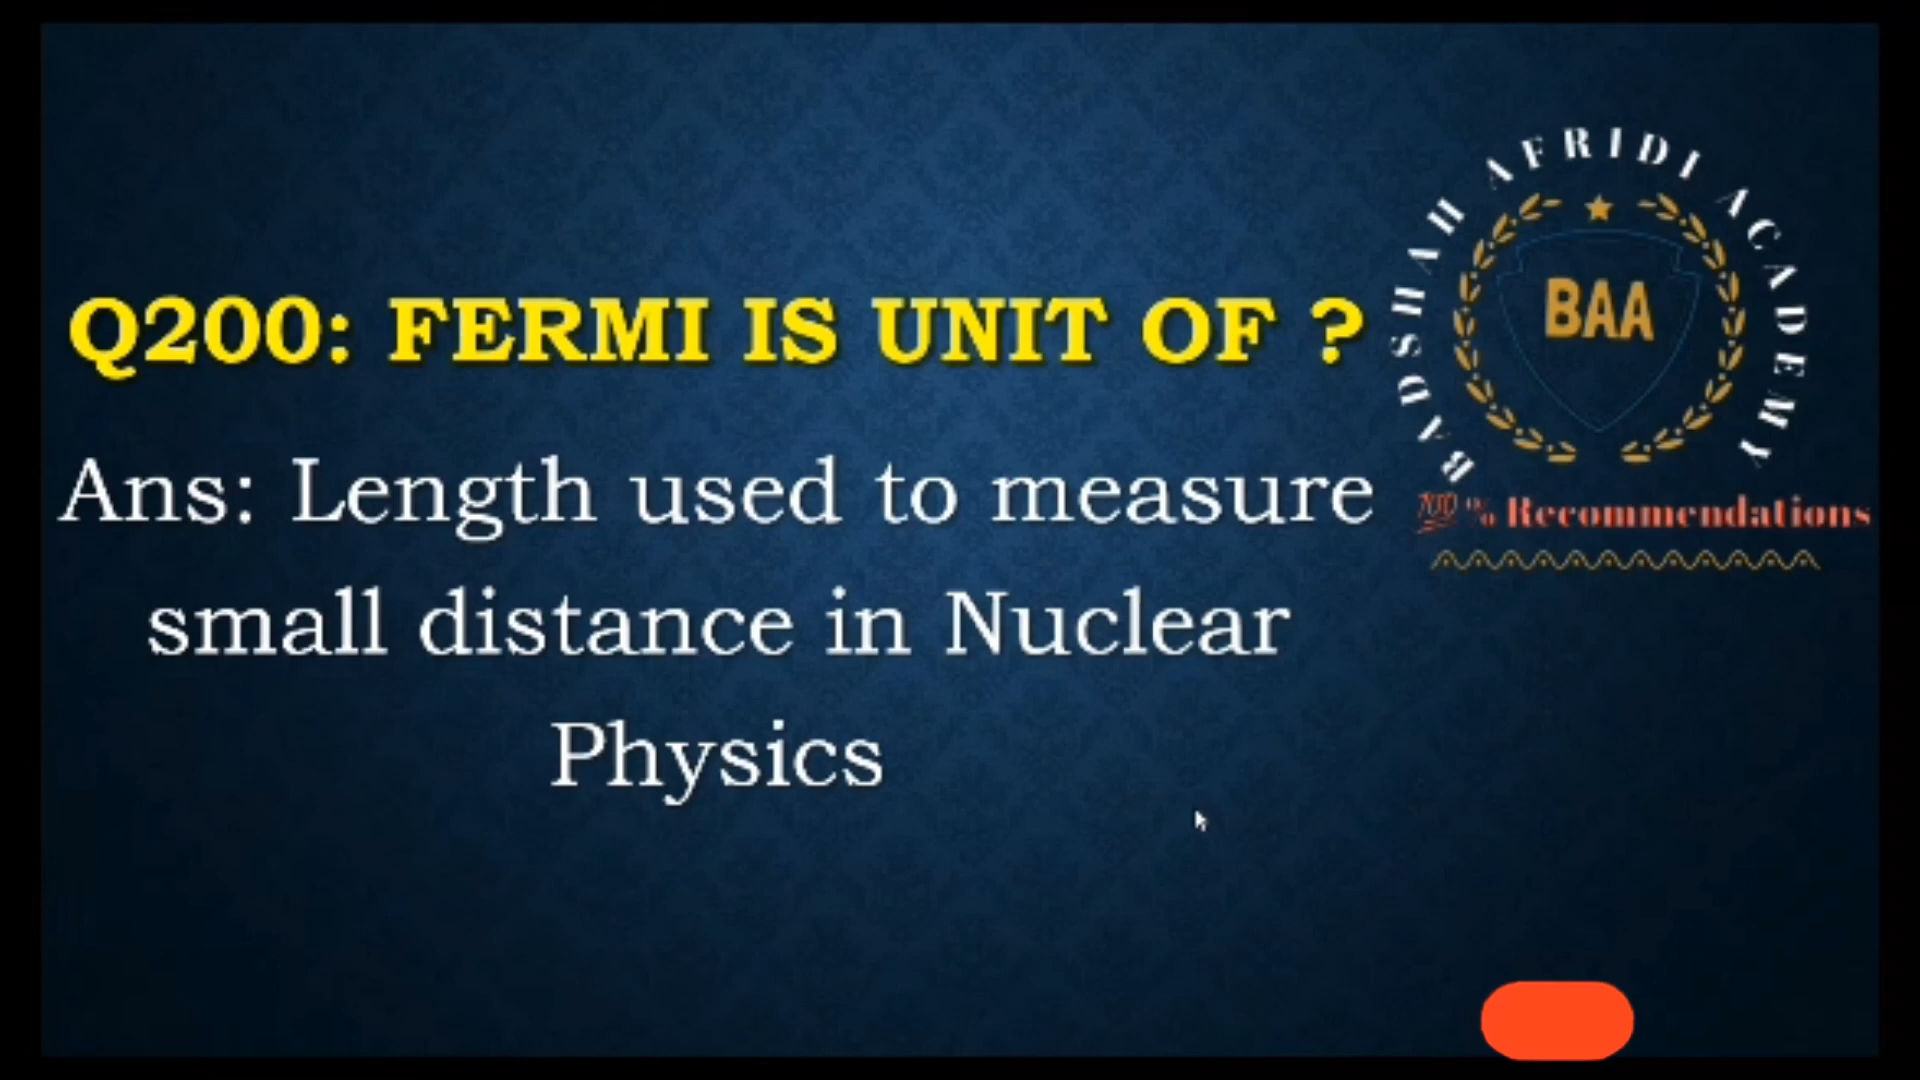 Q200: FERMI IS UNIT OF ?
Ans: Length used to measure
small distance in Nuclear
Physics
BADSHAH AFRIDI ACADEMY
BAA
💯% Recommendations